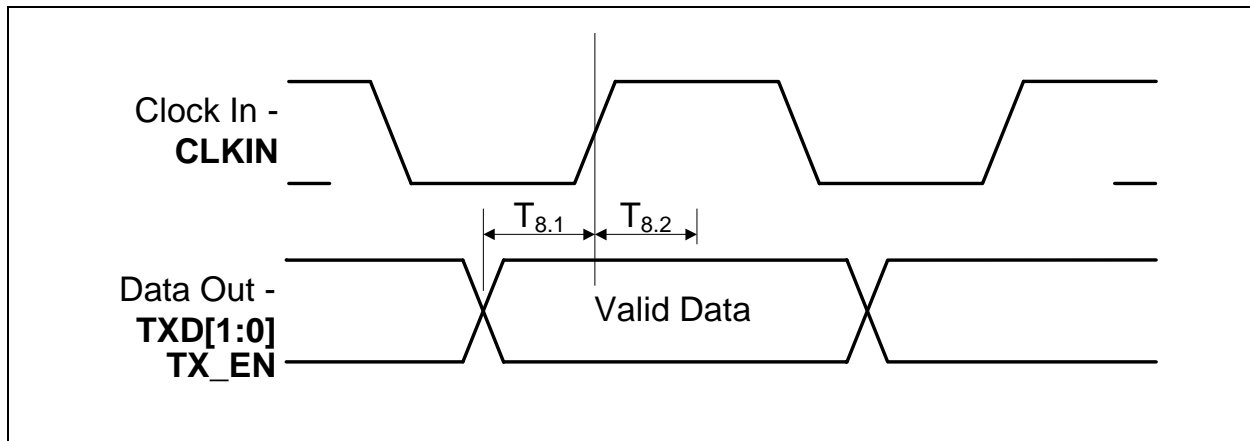 Clock In -
CLKIN
T8.1 T8.2
Data Out -
TXD[1:0]
TX_EN
Valid Data